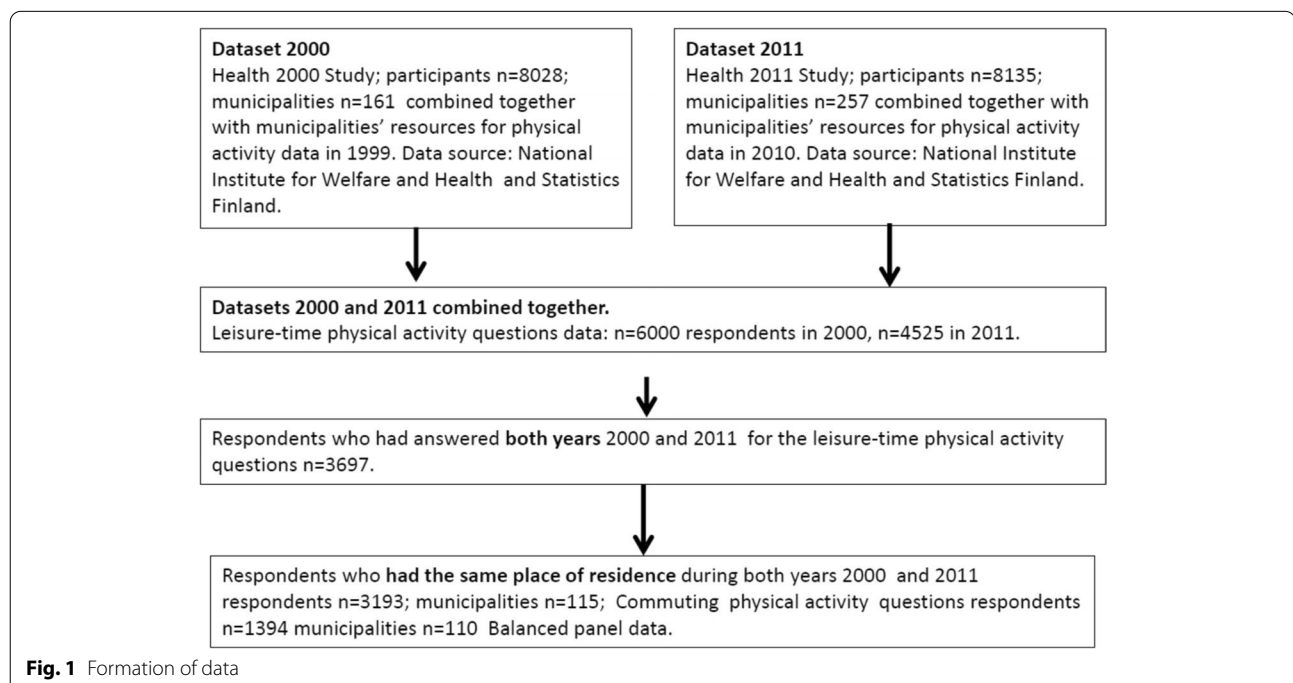 Dataset 2000
Health 2000 Study; participants n=8028;
municipalities n=161 combined together
with municipalities’ resources for physical
activity data in 1999. Data source: National
Institute for Welfare and Health and Statistics
Finland.
Dataset 2011
Health 2011 Study; participants n=8135;
municipalities n=257 combined together with
municipalities’ resources for physical activity
data in 2010. Data source: National Institute
for Welfare and Health and Statistics Finland.
Datasets 2000 and 2011 combined together.
Leisure-time physical activity questions data: n=6000 respondents in 2000, n=4525 in 2011.
Respondents who had answered both years 2000 and 2011 for the leisure-time physical activity
questions n=3697.
Respondents who had the same place of residence during both years 2000 and 2011
respondents n=3193; municipalities n=115; Commuting physical activity questions respondents
n=1394 municipalities n=110 Balanced panel data.
Fig. 1 Formation of data